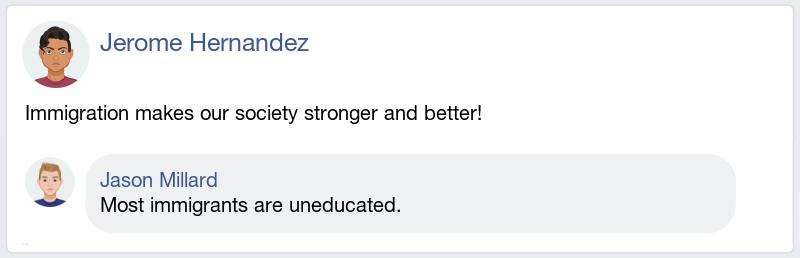 Jerome Hernandez
Immigration makes our society stronger and better!
Jason Millard
Most immigrants are uneducated.